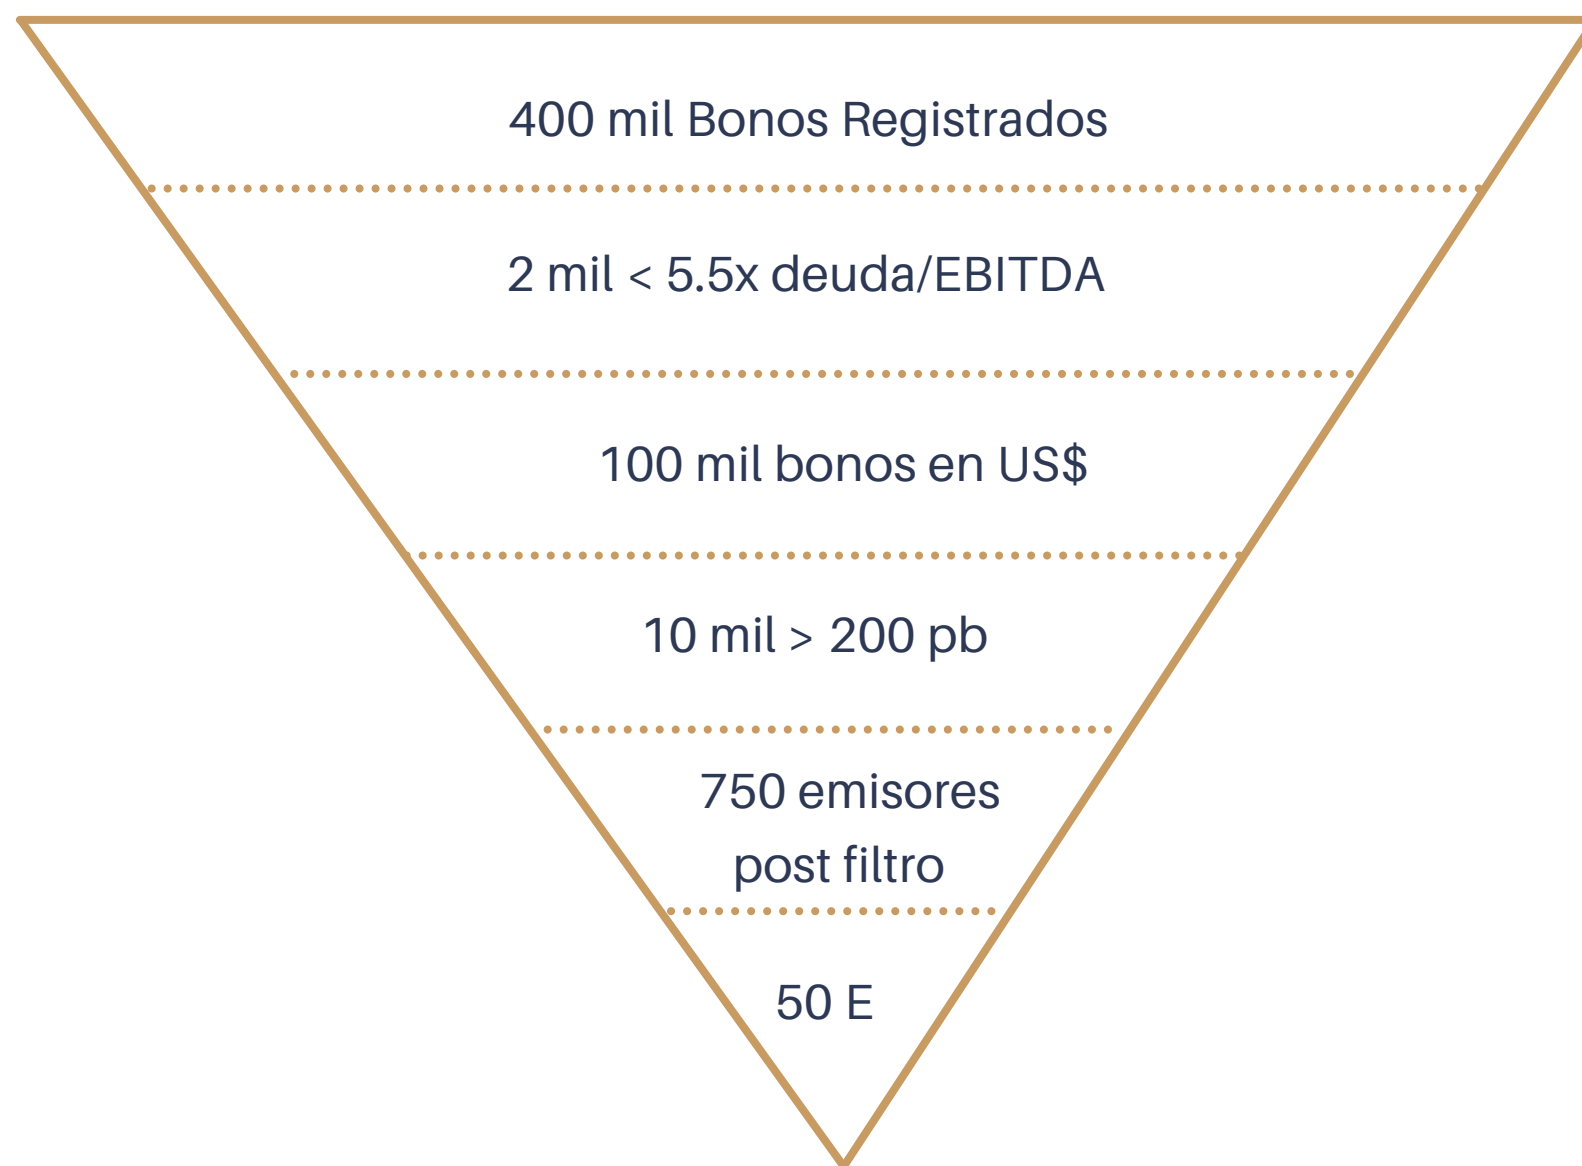 400 mil Bonos Registrados
2 mil < 5.5x deuda/EBITDA
100 mil bonos en US$
10 mil > 200 pb
750 emisores
post filtro
50 E